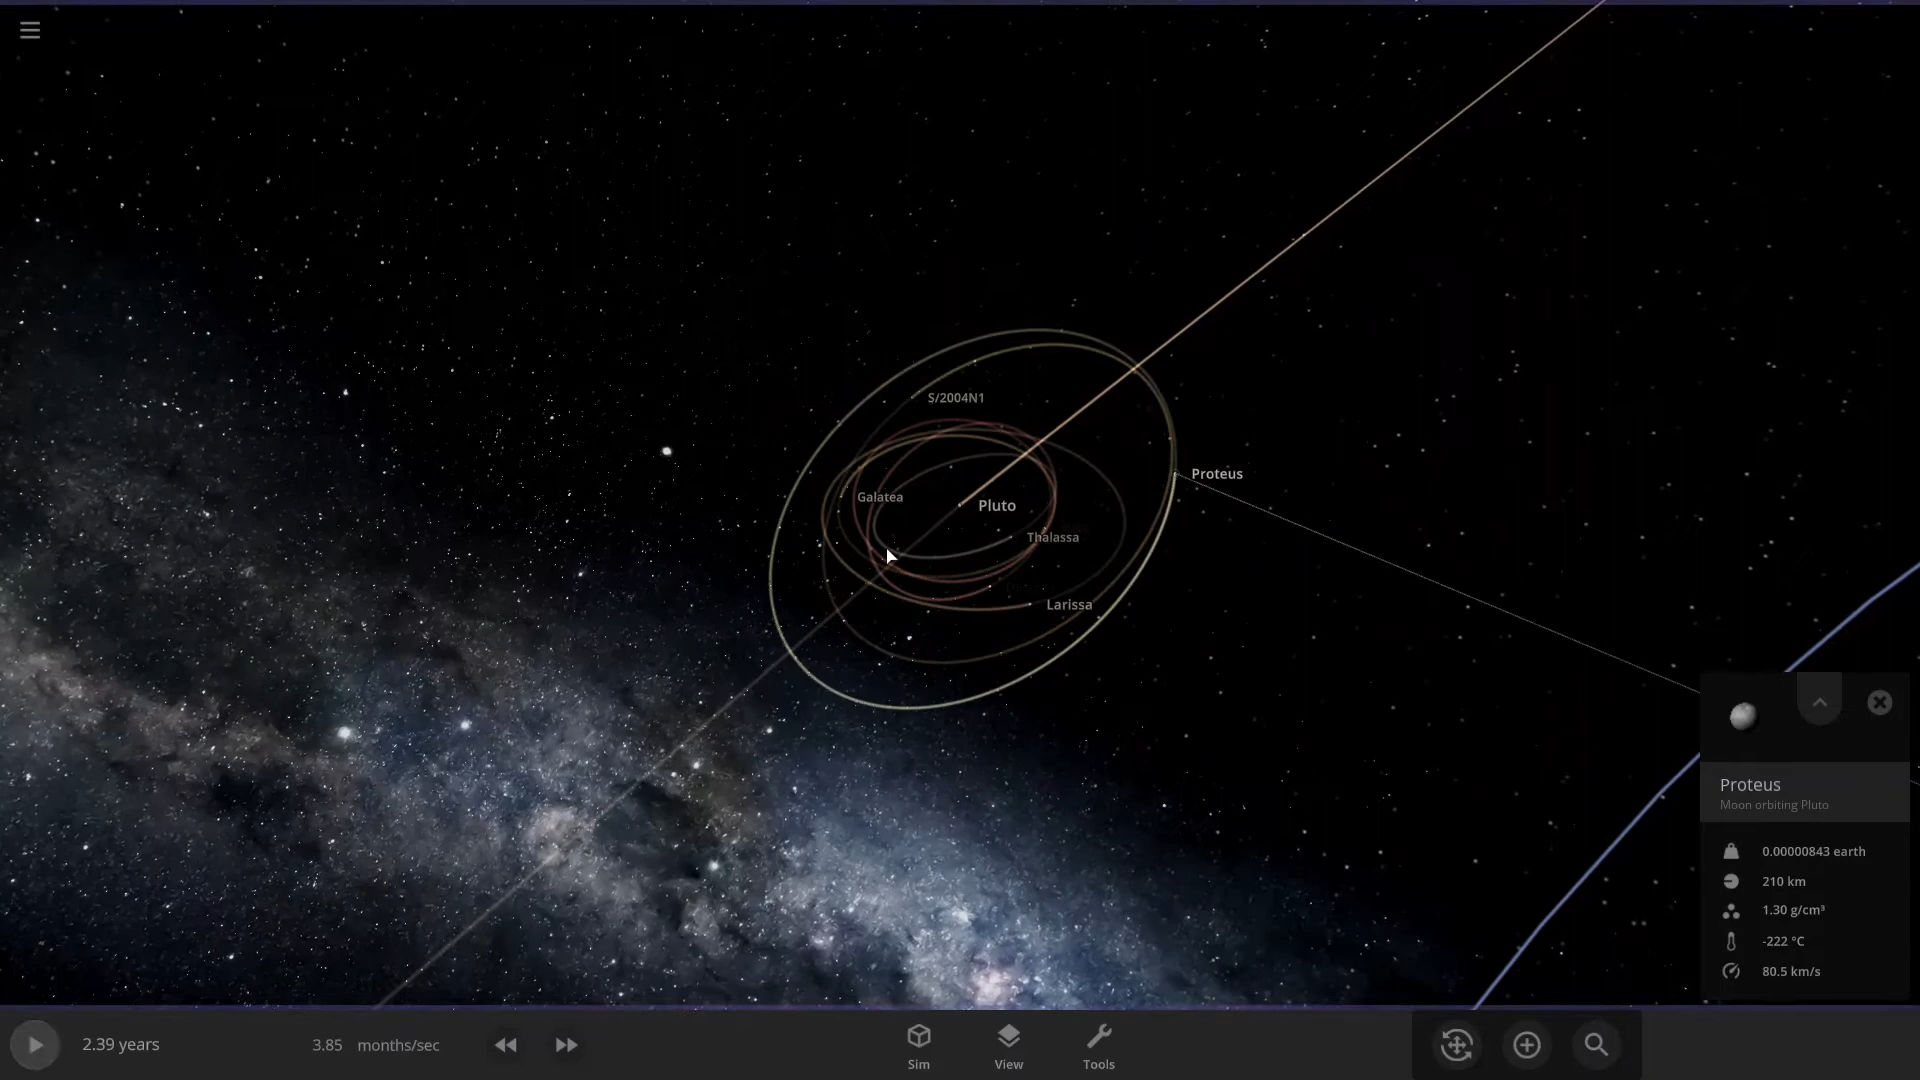 S/2004N1
Proteus
Galatea
Pluto
Thalassa
Larissa
Proteus
Moon orbiting Pluto
0.00000843 earth
210 km
1.30 g/cm³
-222 °C
80.5 km/s
2.39 years
3.85 months/sec
Sim
View
Tools